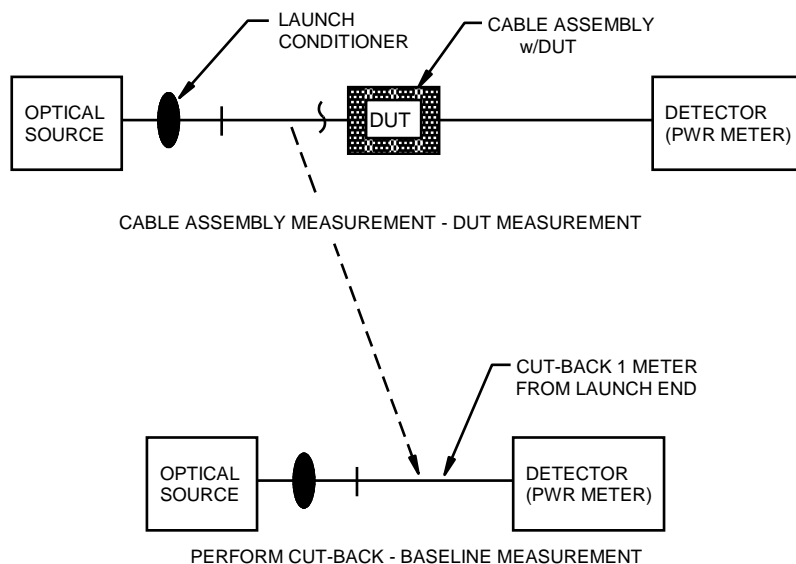 LAUNCH
CONDITIONER
CABLE ASSEMBLY
w/DUT
OPTICAL
SOURCE
DUT
DETECTOR
(PWR METER)
CABLE ASSEMBLY MEASUREMENT - DUT MEASUREMENT
CUT-BACK 1 METER
FROM LAUNCH END
OPTICAL
SOURCE
DETECTOR
(PWR METER)
PERFORM CUT-BACK - BASELINE MEASUREMENT